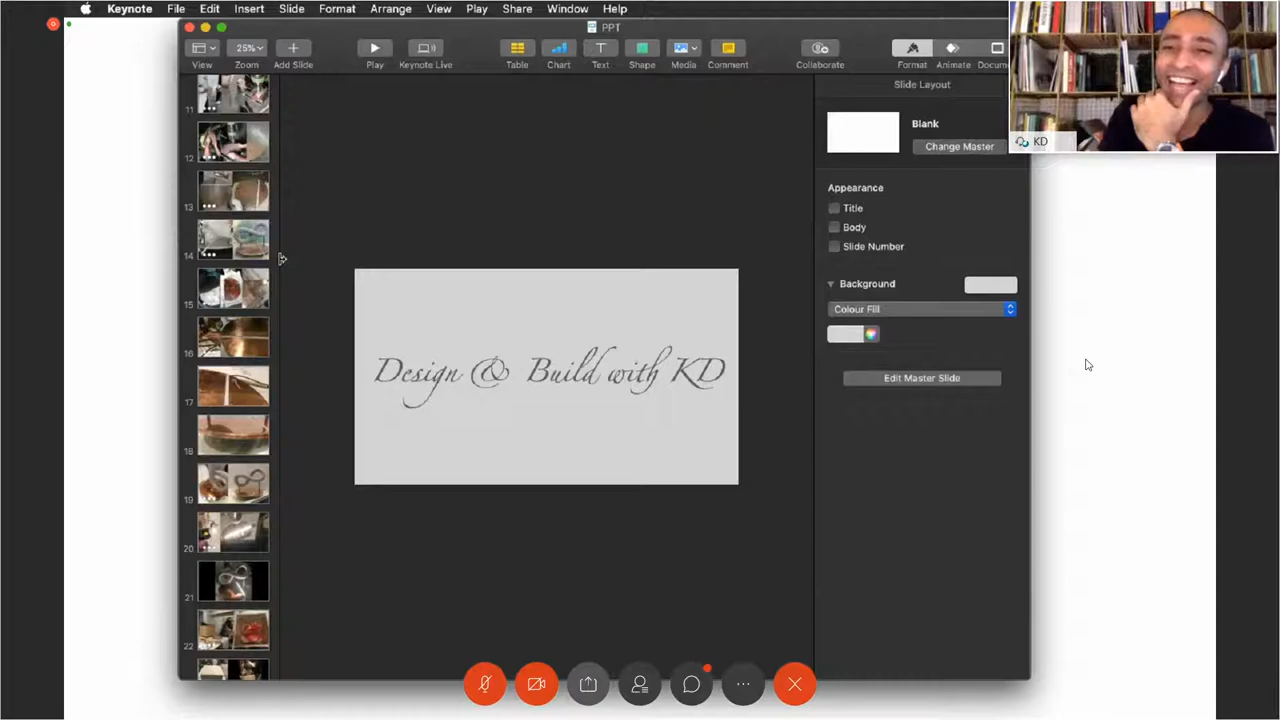 Keynote File Edit Insert Slide Format Arrange View Play Share Window Help
PPT
25%
View Zoom Add Slide Play Keynote Live Table Chart Text Shape Media Comment Collaborate Format Animate Docum
Slide Layout
Blank
Change Master
Appearance
Title
Body
Slide Number
Background
Colour Fill
Edit Master Slide
11
12
13
14
15
16
17
18
19
20
21
22
Design & Build with KD
KD